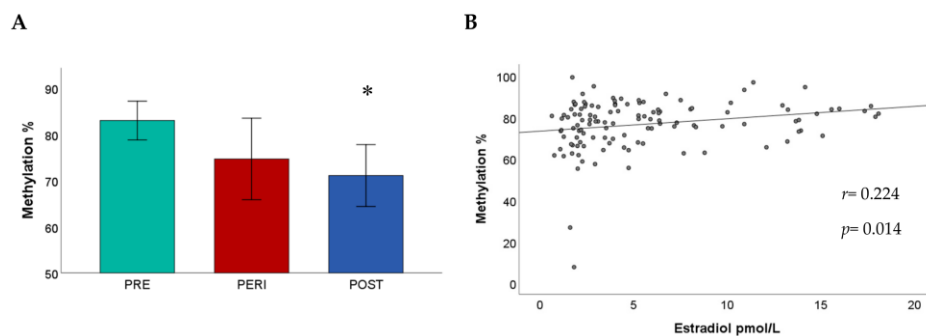 A
Methylation %
90
80
70
60
50
*
PRE PERI POST
B
Methylation %
100
80
60
40
20
0
r= 0.224
p= 0.014
0 5 10 15 20
Estradiol pmol/L